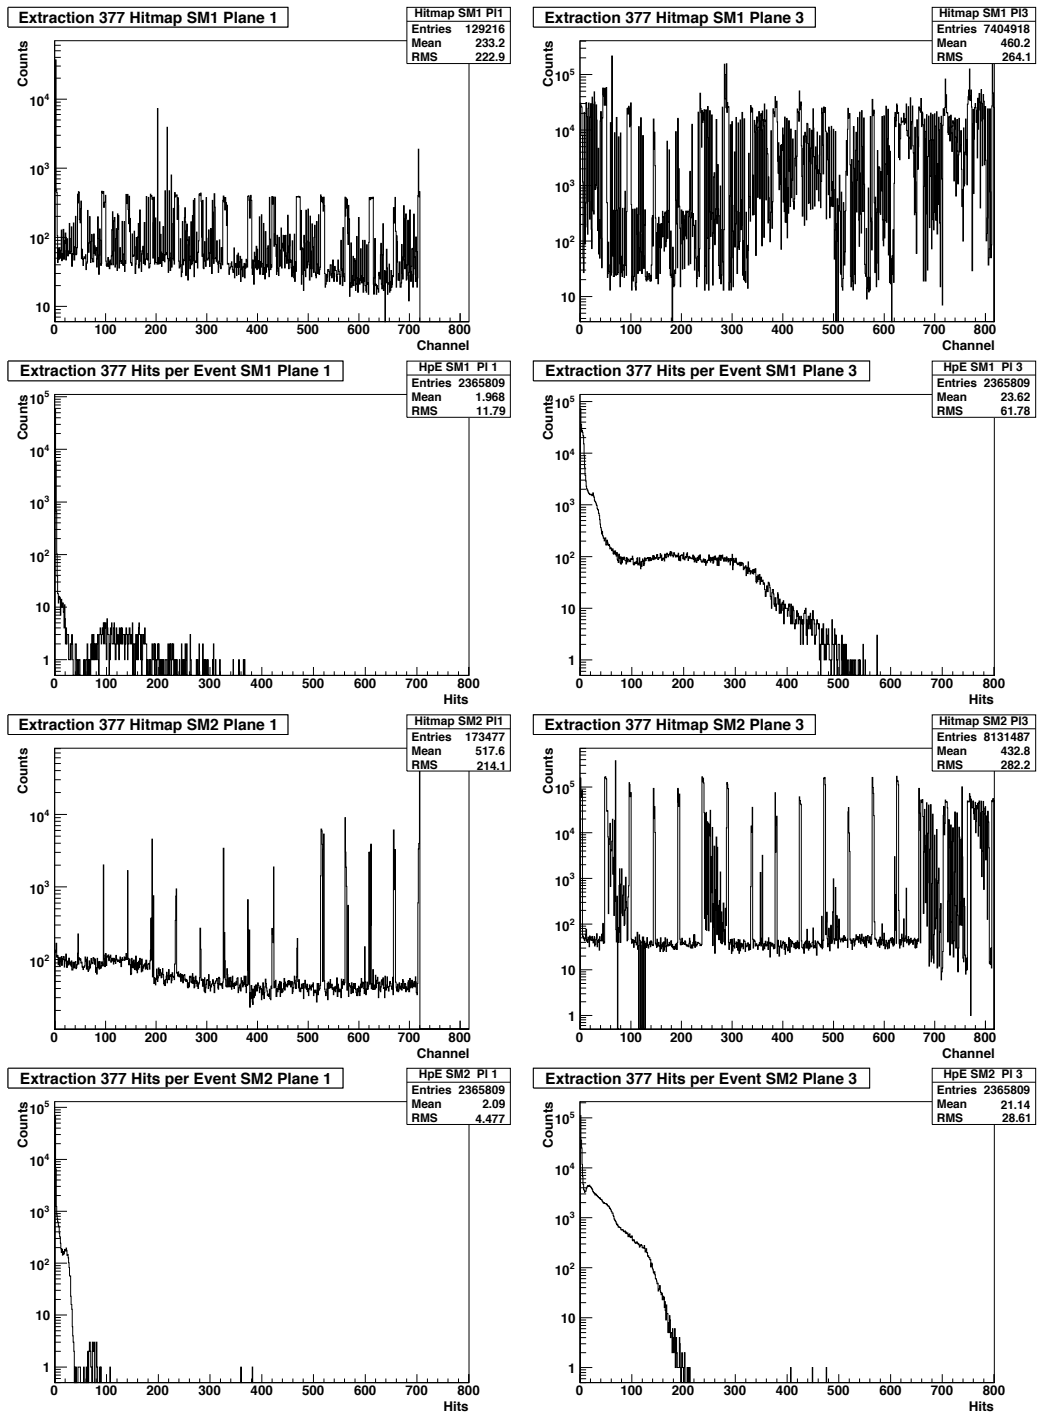 Extraction 377 Hitmap SM1 Plane 1
Hitmap SM1 Pl1
Entries 129216
Mean 233.2
RMS 222.9
Counts
10^4
10^3
10^2
10
0 100 200 300 400 500 600 700 800
Channel
Extraction 377 Hitmap SM1 Plane 3
Hitmap SM1 Pl3
Entries 7404918
Mean 460.2
RMS 264.1
Counts
10^5
10^4
10^3
10^2
10
0 100 200 300 400 500 600 700 800
Channel
Extraction 377 Hits per Event SM1 Plane 1
HpE SM1 Pl 1
Entries 2365809
Mean 1.968
RMS 11.79
Counts
10^5
10^4
10^3
10^2
10
1
0 100 200 300 400 500 600 700 800
Hits
Extraction 377 Hits per Event SM1 Plane 3
HpE SM1 Pl 3
Entries 2365809
Mean 23.62
RMS 61.78
Counts
10^5
10^4
10^3
10^2
10
1
0 100 200 300 400 500 600 700 800
Hits
Extraction 377 Hitmap SM2 Plane 1
Hitmap SM2 Pl1
Entries 173477
Mean 517.6
RMS 214.1
Counts
10^4
10^3
10^2
0 100 200 300 400 500 600 700 800
Channel
Extraction 377 Hitmap SM2 Plane 3
Hitmap SM2 Pl3
Entries 8131487
Mean 432.8
RMS 282.2
Counts
10^5
10^4
10^3
10^2
10
1
0 100 200 300 400 500 600 700 800
Channel
Extraction 377 Hits per Event SM2 Plane 1
HpE SM2 Pl 1
Entries 2365809
Mean 2.09
RMS 4.477
Counts
10^5
10^4
10^3
10^2
10
1
0 100 200 300 400 500 600 700 800
Hits
Extraction 377 Hits per Event SM2 Plane 3
HpE SM2 Pl 3
Entries 2365809
Mean 21.14
RMS 28.61
Counts
10^5
10^4
10^3
10^2
10
1
0 100 200 300 400 500 600 700 800
Hits